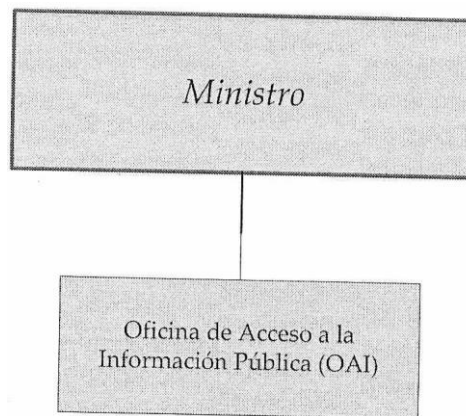 Ministro
Oficina de Acceso a la
Información Pública (OAI)